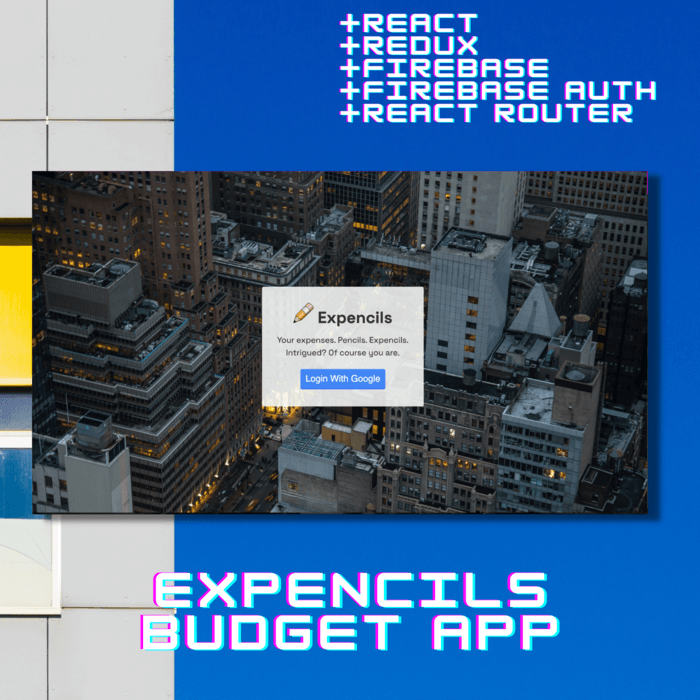 +REACT
+REDUX
+FIREBASE
+FIREBASE AUTH
+REACT ROUTER
Expencils
Your expenses. Pencils. Expencils.
Intrigued? Of course you are.
Login With Google
EXPENCILS
BUDGET APP